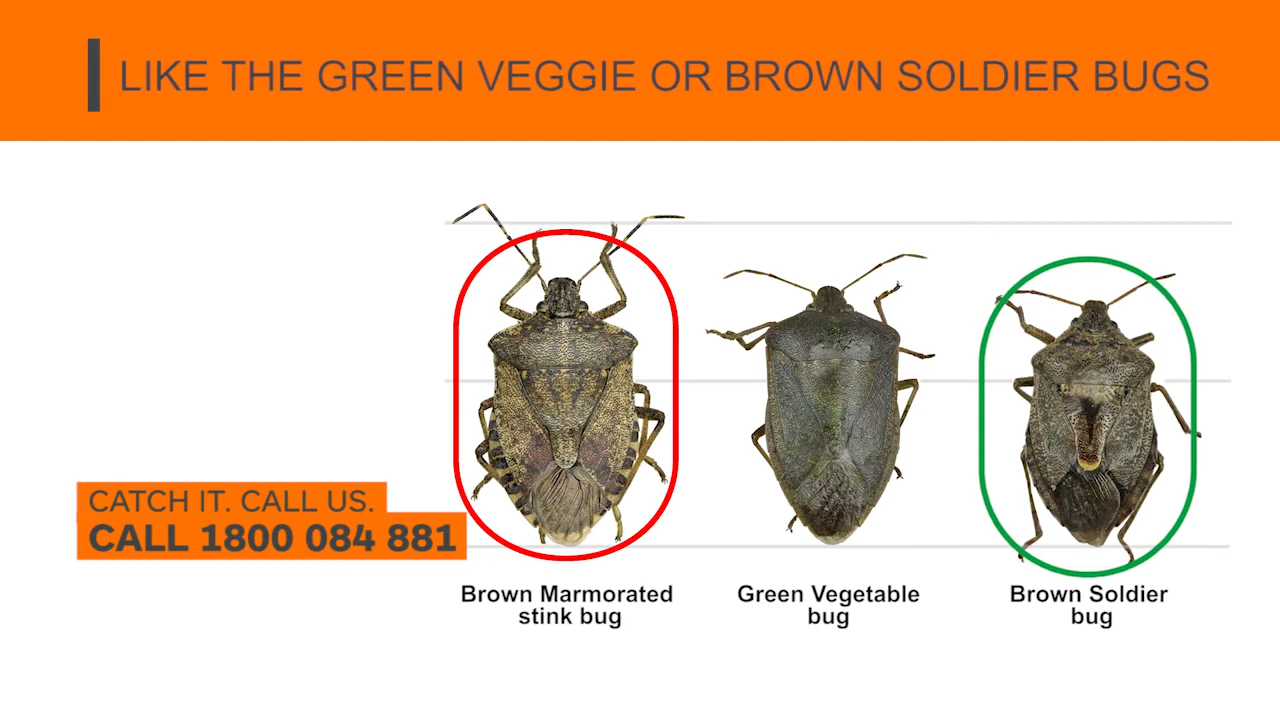 LIKE THE GREEN VEGGIE OR BROWN SOLDIER BUGS
CATCH IT. CALL US.
CALL 1800 084 881
Brown Marmorated
stink bug
Green Vegetable
bug
Brown Soldier
bug